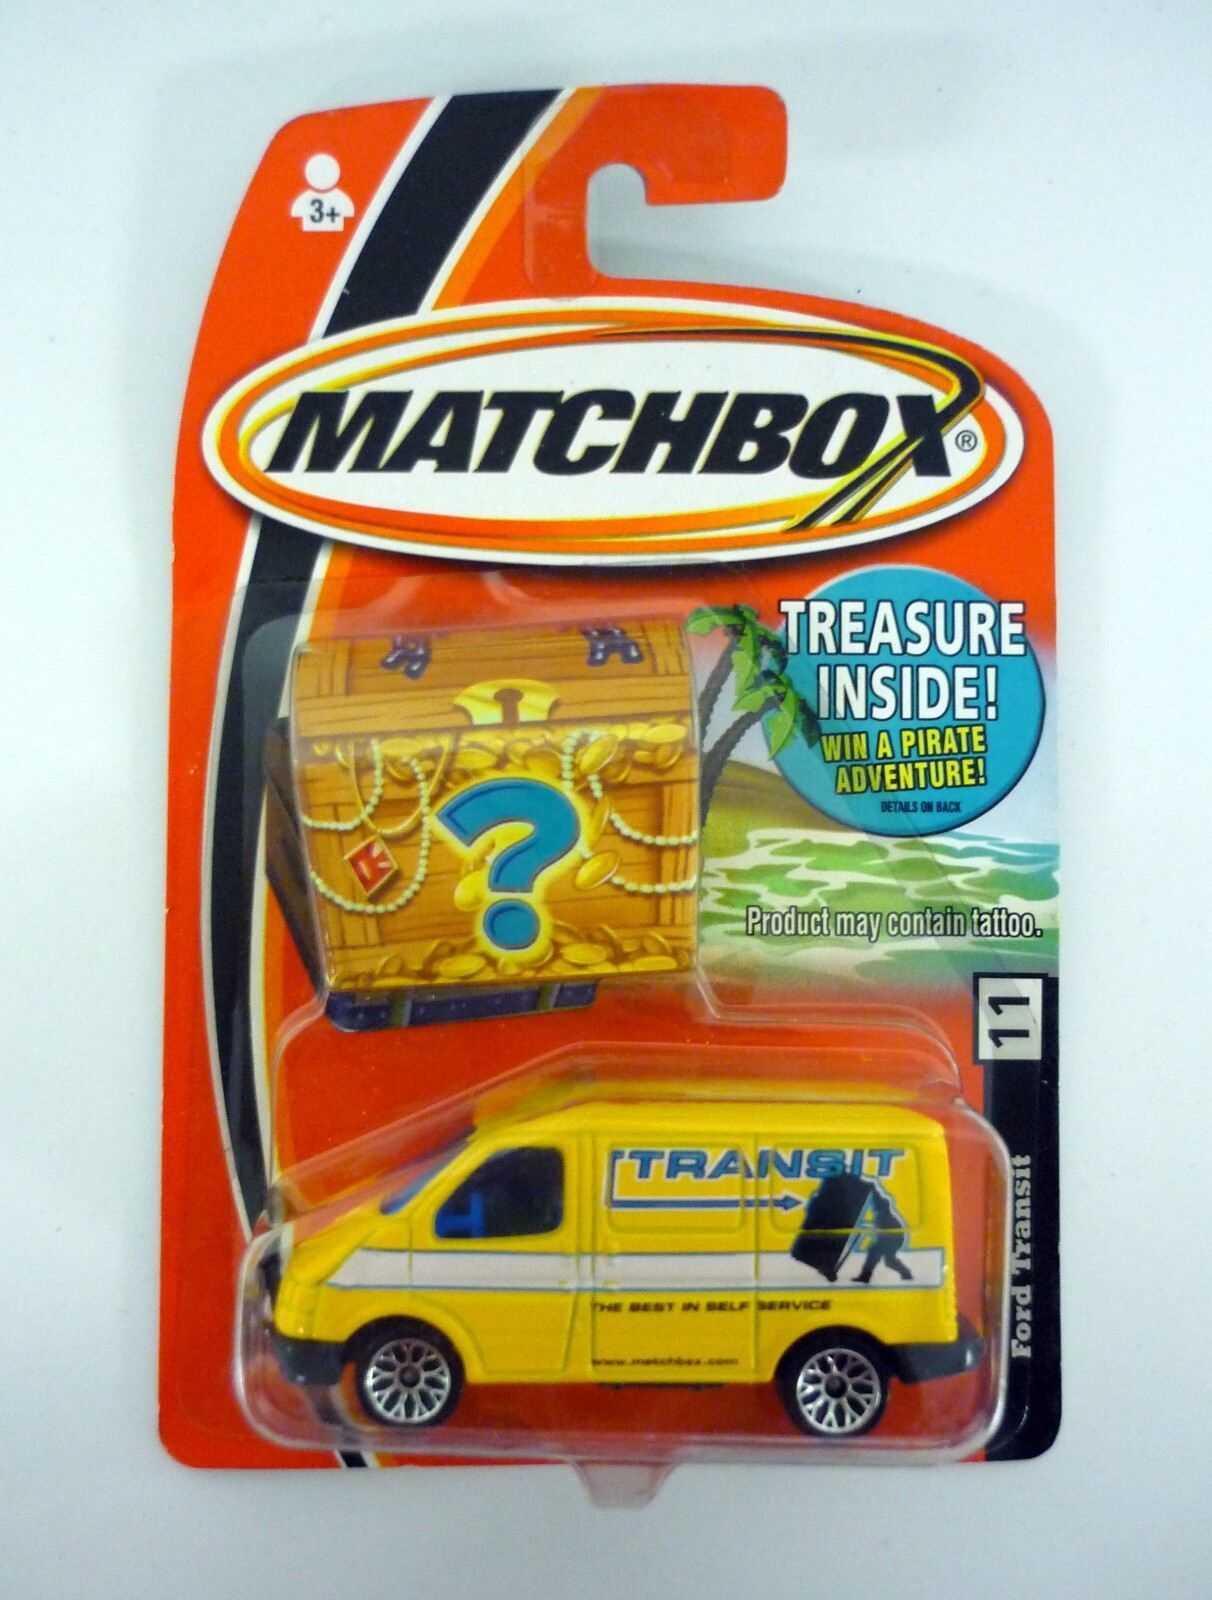 3+
MATCHBOX®
TREASURE
INSIDE!
WIN A PIRATE
ADVENTURE!
DETAILS ON BACK
?
Product may contain tattoo.
11
Ford Transit
TRANSIT
THE BEST IN SELF SERVICE
www.matchbox.com